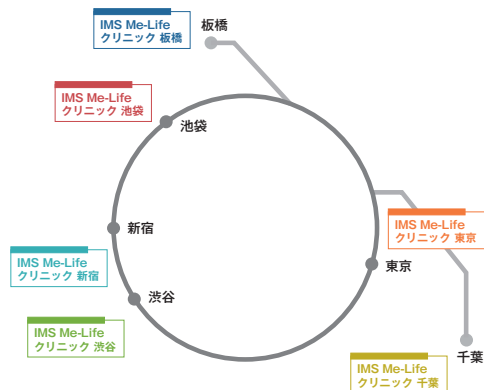 IMS Me-Life
クリニック 板橋
板橋
IMS Me-Life
クリニック 池袋
池袋
新宿
IMS Me-Life
クリニック 東京
IMS Me-Life
クリニック 新宿
東京
渋谷
IMS Me-Life
クリニック 渋谷
千葉
IMS Me-Life
クリニック 千葉